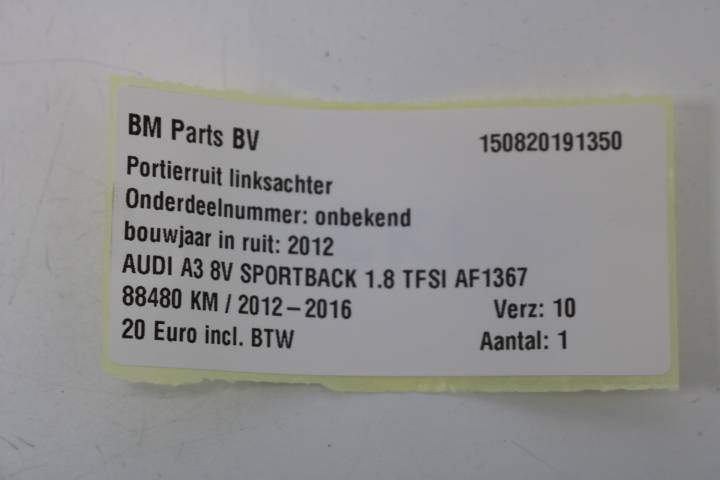 BM Parts BV 150820191350
Portierruit linksachter
Onderdeelnummer: onbekend
bouwjaar in ruit: 2012
AUDI A3 8V SPORTBACK 1.8 TFSI AF1367
88480 KM / 2012 – 2016 Verz: 10
20 Euro incl. BTW Aantal: 1